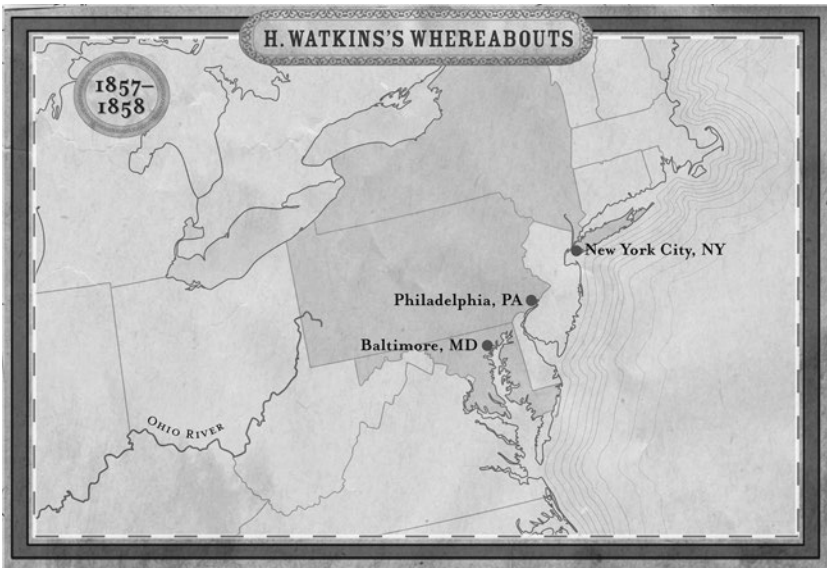 H. WATKINS'S WHEREABOUTS
1857–
1858
New York City, NY
Philadelphia, PA
Baltimore, MD
Ohio River